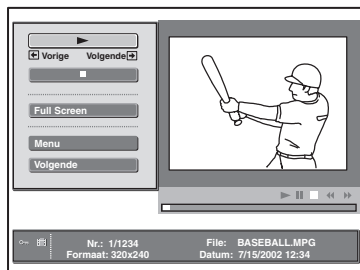 Vorige Volgende
Full Screen
Menu
Volgende
Nr.: 1/1234 File: BASEBALL.MPG
Formaat: 320x240 Datum: 7/15/2002 12:34